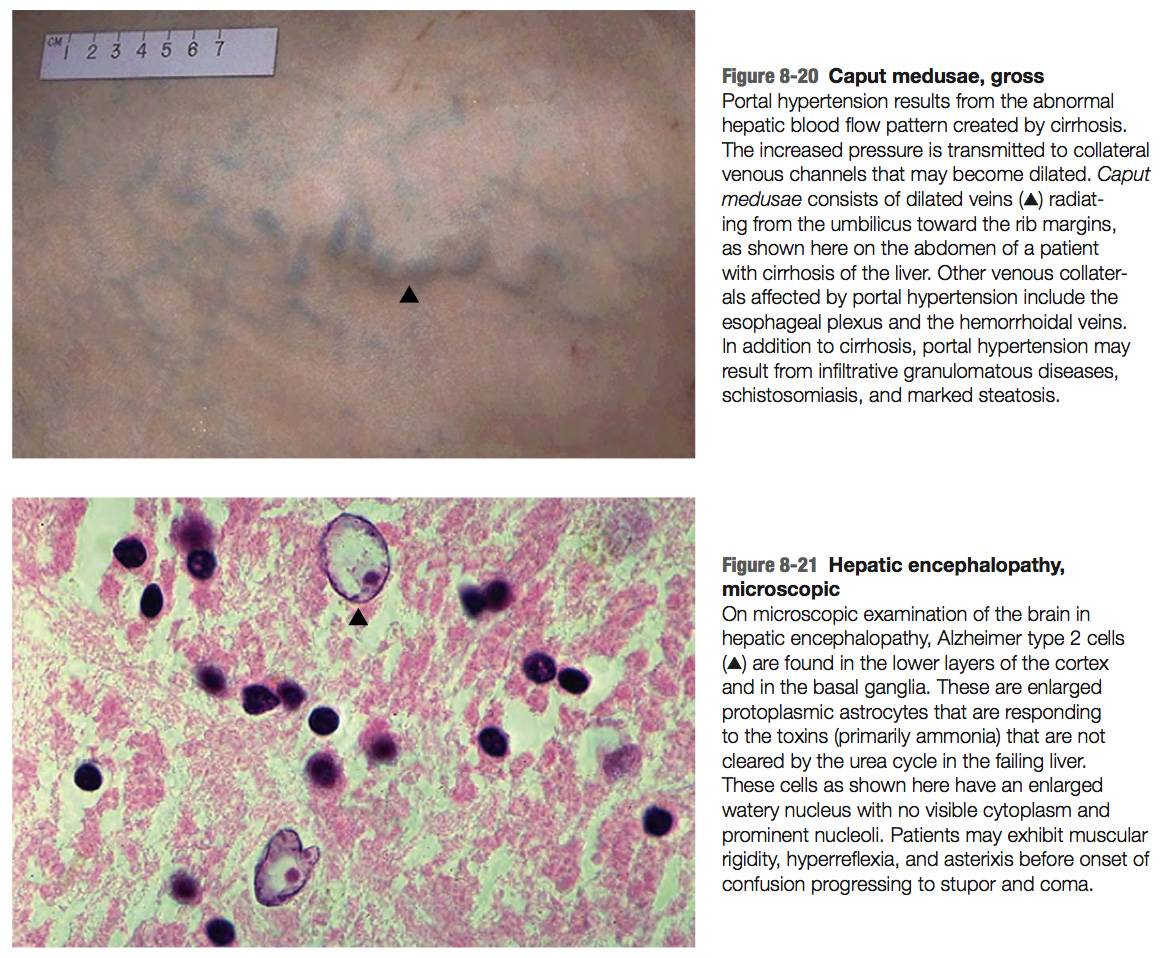 CM
1 2 3 4 5 6 7
Figure 8-20 Caput medusae, gross
Portal hypertension results from the abnormal
hepatic blood flow pattern created by cirrhosis.
The increased pressure is transmitted to collateral
venous channels that may become dilated. Caput
medusae consists of dilated veins (▲) radiat-
ing from the umbilicus toward the rib margins,
as shown here on the abdomen of a patient
with cirrhosis of the liver. Other venous collater-
als affected by portal hypertension include the
esophageal plexus and the hemorrhoidal veins.
In addition to cirrhosis, portal hypertension may
result from infiltrative granulomatous diseases,
schistosomiasis, and marked steatosis.
Figure 8-21 Hepatic encephalopathy,
microscopic
On microscopic examination of the brain in
hepatic encephalopathy, Alzheimer type 2 cells
(▲) are found in the lower layers of the cortex
and in the basal ganglia. These are enlarged
protoplasmic astrocytes that are responding
to the toxins (primarily ammonia) that are not
cleared by the urea cycle in the failing liver.
These cells as shown here have an enlarged
watery nucleus with no visible cytoplasm and
prominent nucleoli. Patients may exhibit muscular
rigidity, hyperreflexia, and asterixis before onset of
confusion progressing to stupor and coma.